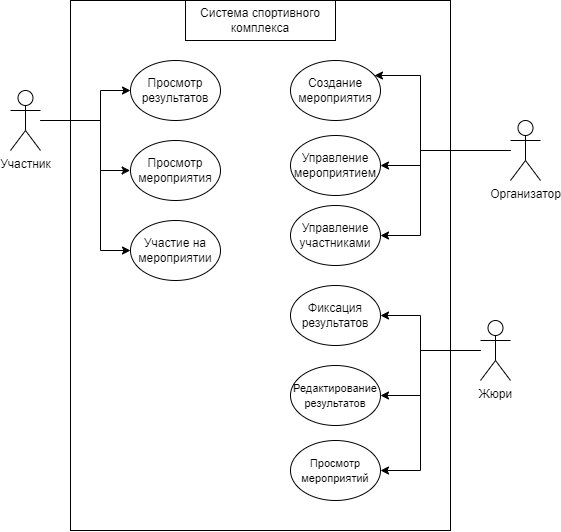 Система спортивного
комплекса
Просмотр
результатов
Создание
мероприятия
Участник
Просмотр
мероприятия
Управление
мероприятием
Организатор
Участие на
мероприятии
Управление
участниками
Фиксация
результатов
Жюри
Редактирование
результатов
Просмотр
мероприятий